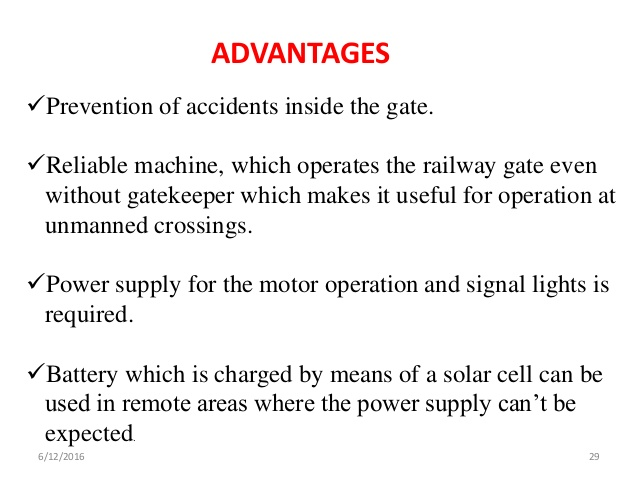 ADVANTAGES
✓Prevention of accidents inside the gate.
✓Reliable machine, which operates the railway gate even
without gatekeeper which makes it useful for operation at
unmanned crossings.
✓Power supply for the motor operation and signal lights is
required.
✓Battery which is charged by means of a solar cell can be
used in remote areas where the power supply can’t be
expected.
6/12/2016
29